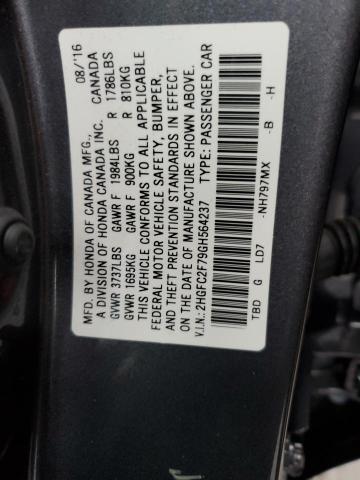 MFD. BY HONDA OF CANADA MFG., 08/'16
A DIVISION OF HONDA CANADA INC. CANADA
GVWR 3737LBS GAWR F 1984LBS R 1786LBS
GVWR 1695KG GAWR F 900KG R 810KG
THIS VEHICLE CONFORMS TO ALL APPLICABLE
FEDERAL MOTOR VEHICLE SAFETY, BUMPER,
AND THEFT PREVENTION STANDARDS IN EFFECT
ON THE DATE OF MANUFACTURE SHOWN ABOVE.
V.I.N.: 2HGFC2F79GH564237 TYPE: PASSENGER CAR
TBD G LD7 -NH797MX -B -H